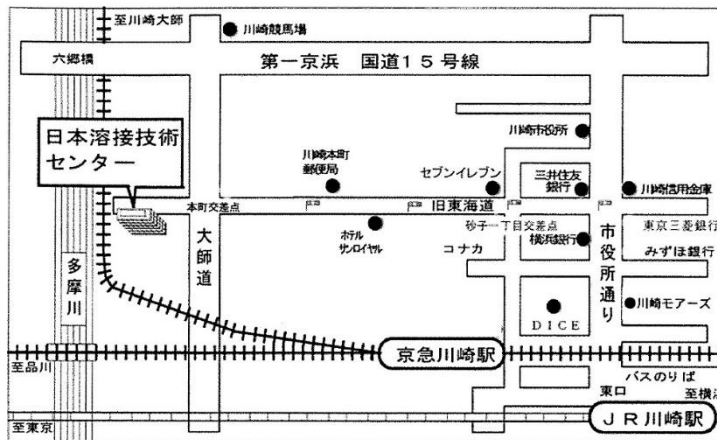 至川崎大師
川崎競馬場
六郷橋
第一京浜 国道15号線
日本溶接技術
センター
川崎市役所
川崎本町
郵便局
セブンイレブン
三井住友
銀行
川崎信用金庫
本町交差点
旧東海道
砂子一丁目交差点
東京三菱銀行
ホテル
サンロイヤル
コナカ
横浜銀行
みずほ銀行
大師道
市役所通り
多摩川
DICE
川崎モアーズ
京急川崎駅
至品川
バスのりば
東口
至横浜
至東京
JR川崎駅